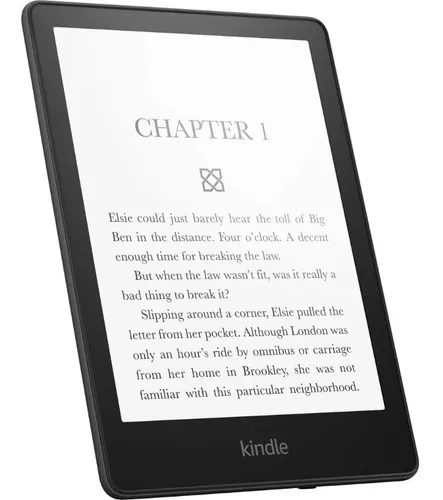 CHAPTER 1
Elsie could just barely hear the toll of Big
Ben in the distance. Four o'clock. A decent
enough time for breaking the law.
But when the law wasn't fit, was it really a
bad thing to break it?
Slipping around a corner, Elsie pulled the
letter from her pocket. Although London was
only an hour's ride by omnibus or carriage
from her home in Brookley, she was not
familiar with this particular neighborhood.
kindle